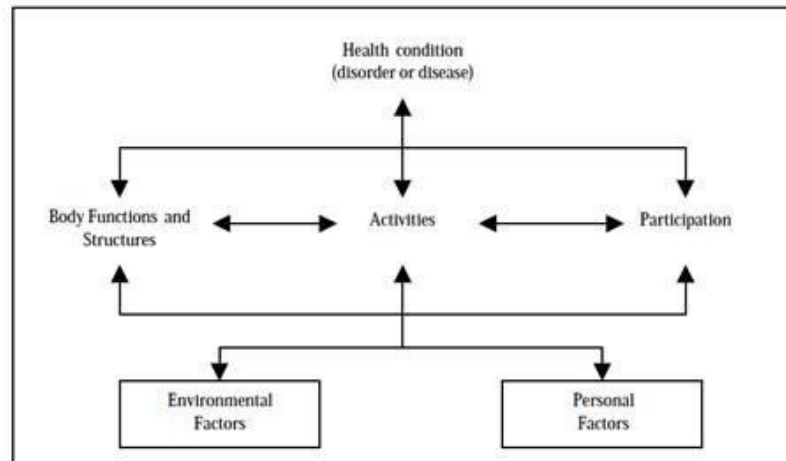 Health condition
(disorder or disease)
Body Functions and
Structures
Activities
Participation
Environmental
Factors
Personal
Factors